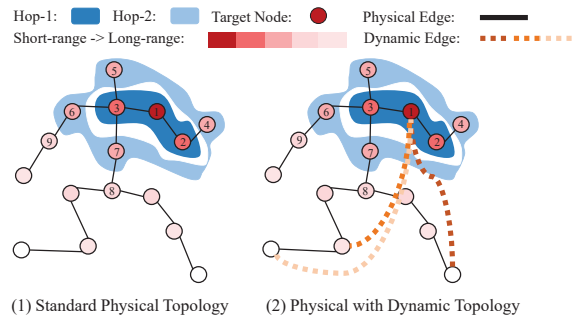 Hop-1: Hop-2: Target Node: Physical Edge:
Short-range -> Long-range: Dynamic Edge:
5
6 3 1 4
9 7 2
8
5
6 3 1 4
9 7 2
8
(1) Standard Physical Topology (2) Physical with Dynamic Topology